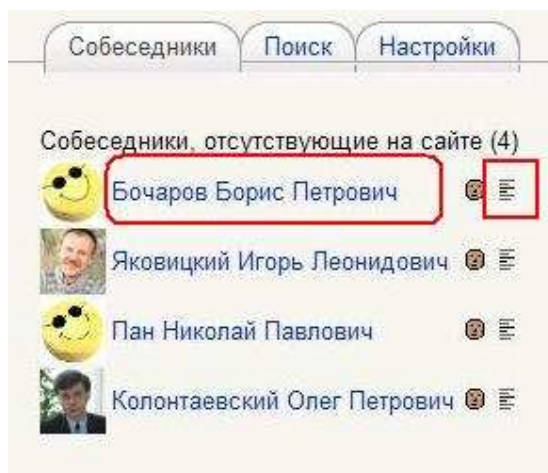 Собеседники Поиск Настройки
Собеседники, отсутствующие на сайте (4)
Бочаров Борис Петрович
Яковицкий Игорь Леонидович
Пан Николай Павлович
Колонтаевский Олег Петрович